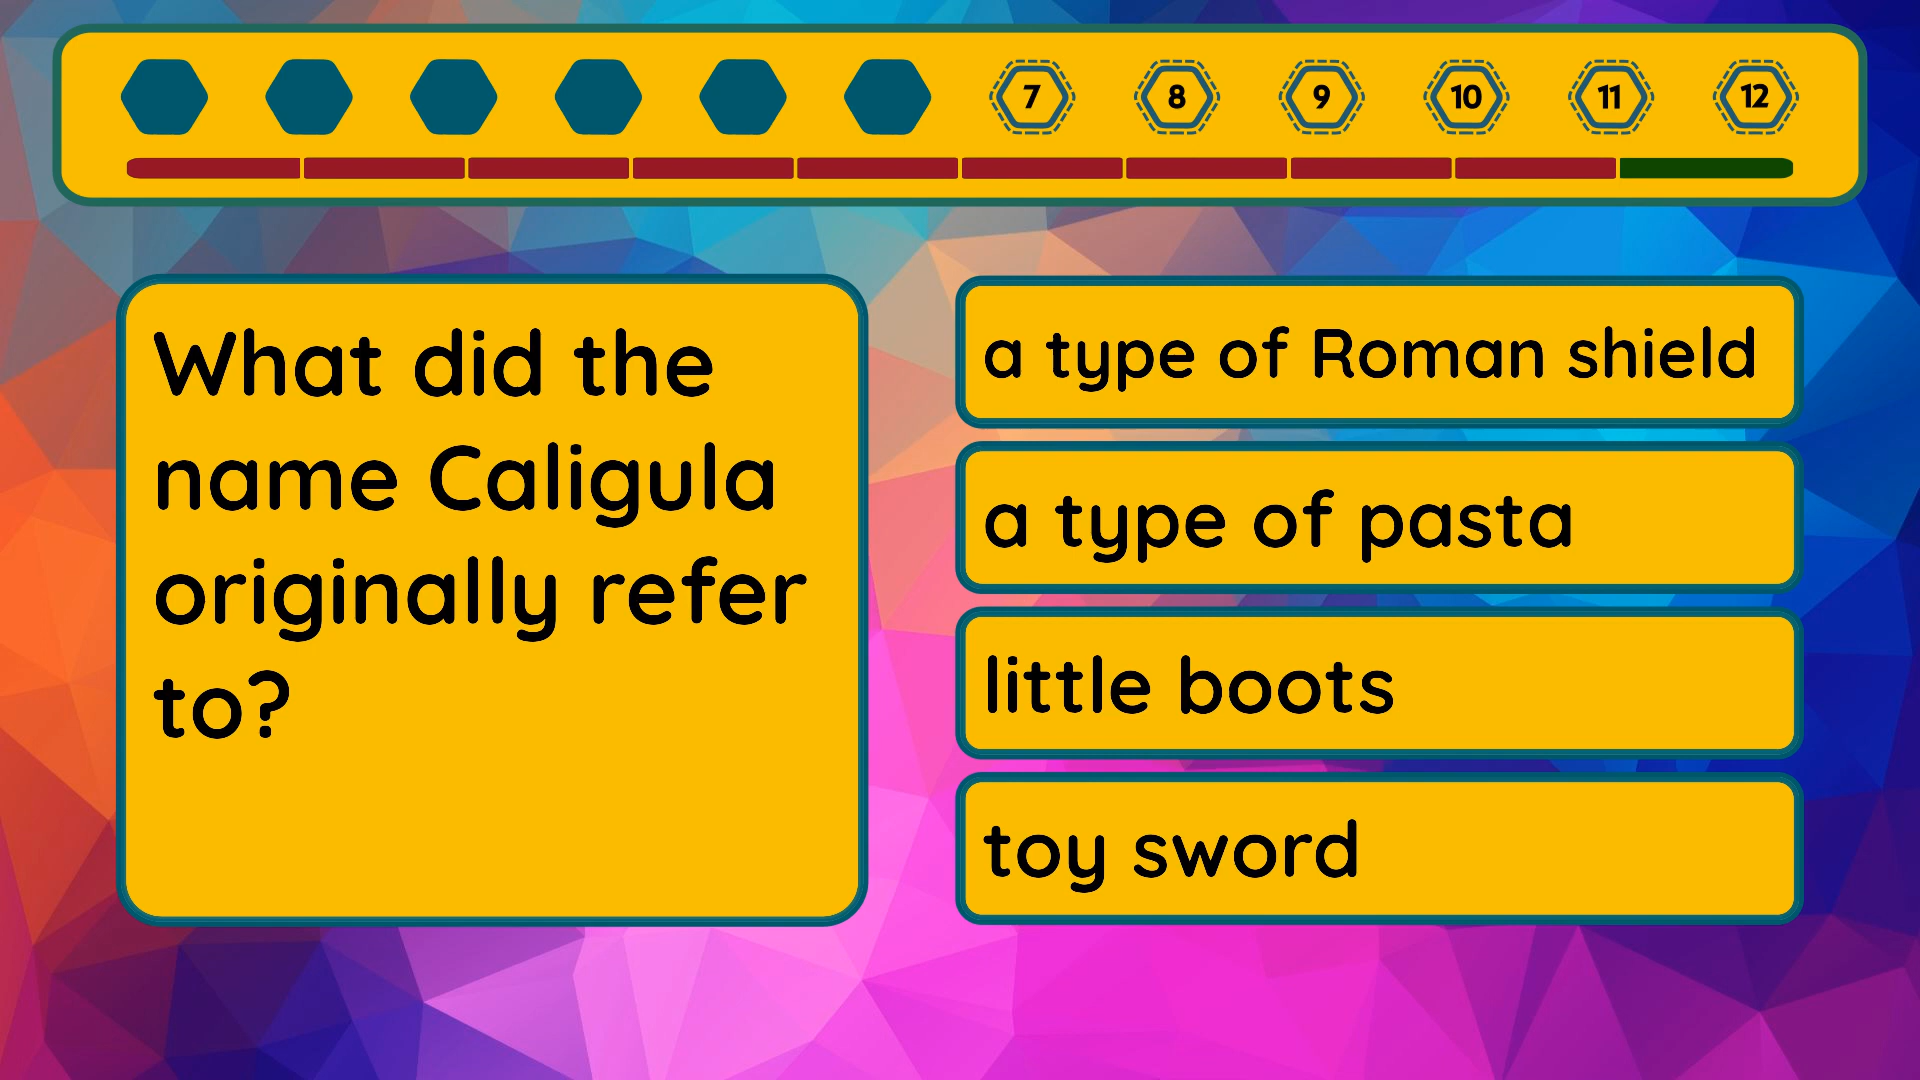 7 8 9 10 11 12
What did the
name Caligula
originally refer
to?
a type of Roman shield
a type of pasta
little boots
toy sword